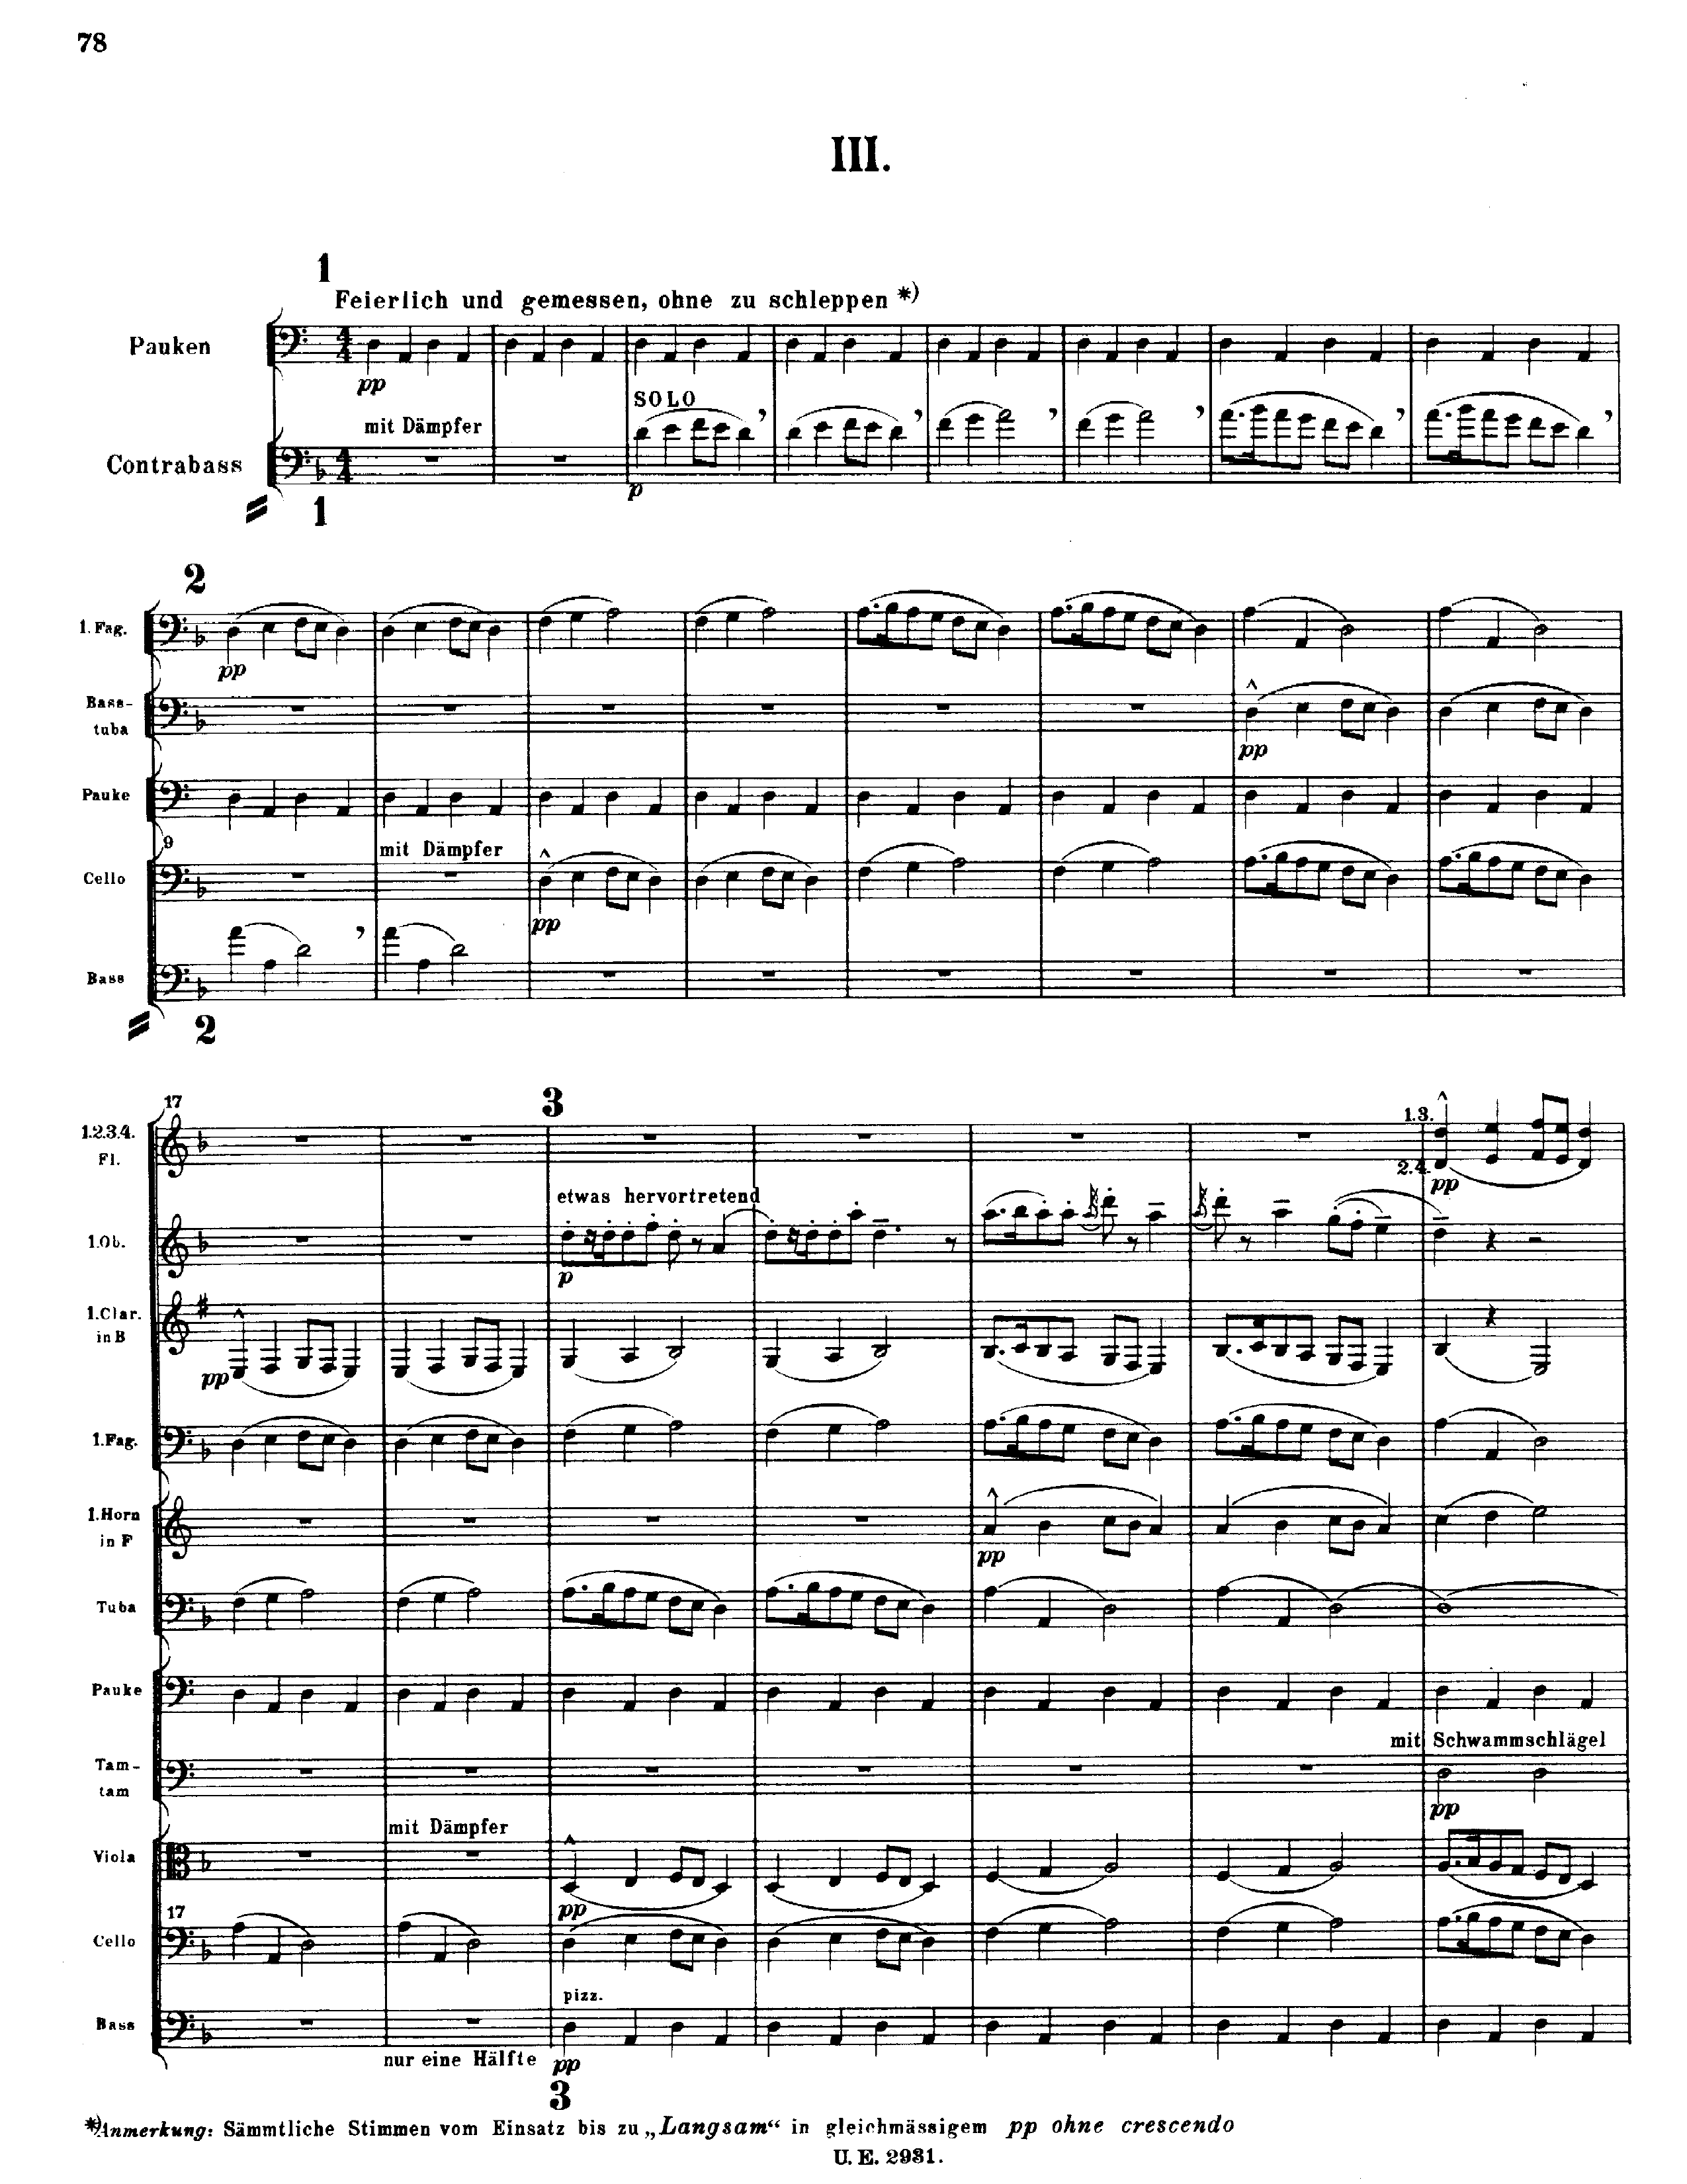 78
III.
1
Feierlich und gemessen, ohne zu schleppen *)
Pauken
pp
SOLO
mit Dämpfer
Contrabass
p
1
2
1. Fag.
pp
Bass-
tuba
pp
Pauke
9
mit Dämpfer
Cello
pp
Bass
2
17
3
1.2.3.4.
Fl.
1.3.
2.4.
pp
etwas hervortretend
1.Ob.
p
1.Clar.
in B
pp
1.Fag.
1.Horn
in F
pp
Tuba
Pauke
mit Schwammschlägel
Tam-
tam
pp
mit Dämpfer
Viola
pp
17
Cello
pizz.
Bass
nur eine Hälfte pp
3
*) Anmerkung: Sämmtliche Stimmen vom Einsatz bis zu „Langsam“ in gleichmässigem pp ohne crescendo
U. E. 2931.